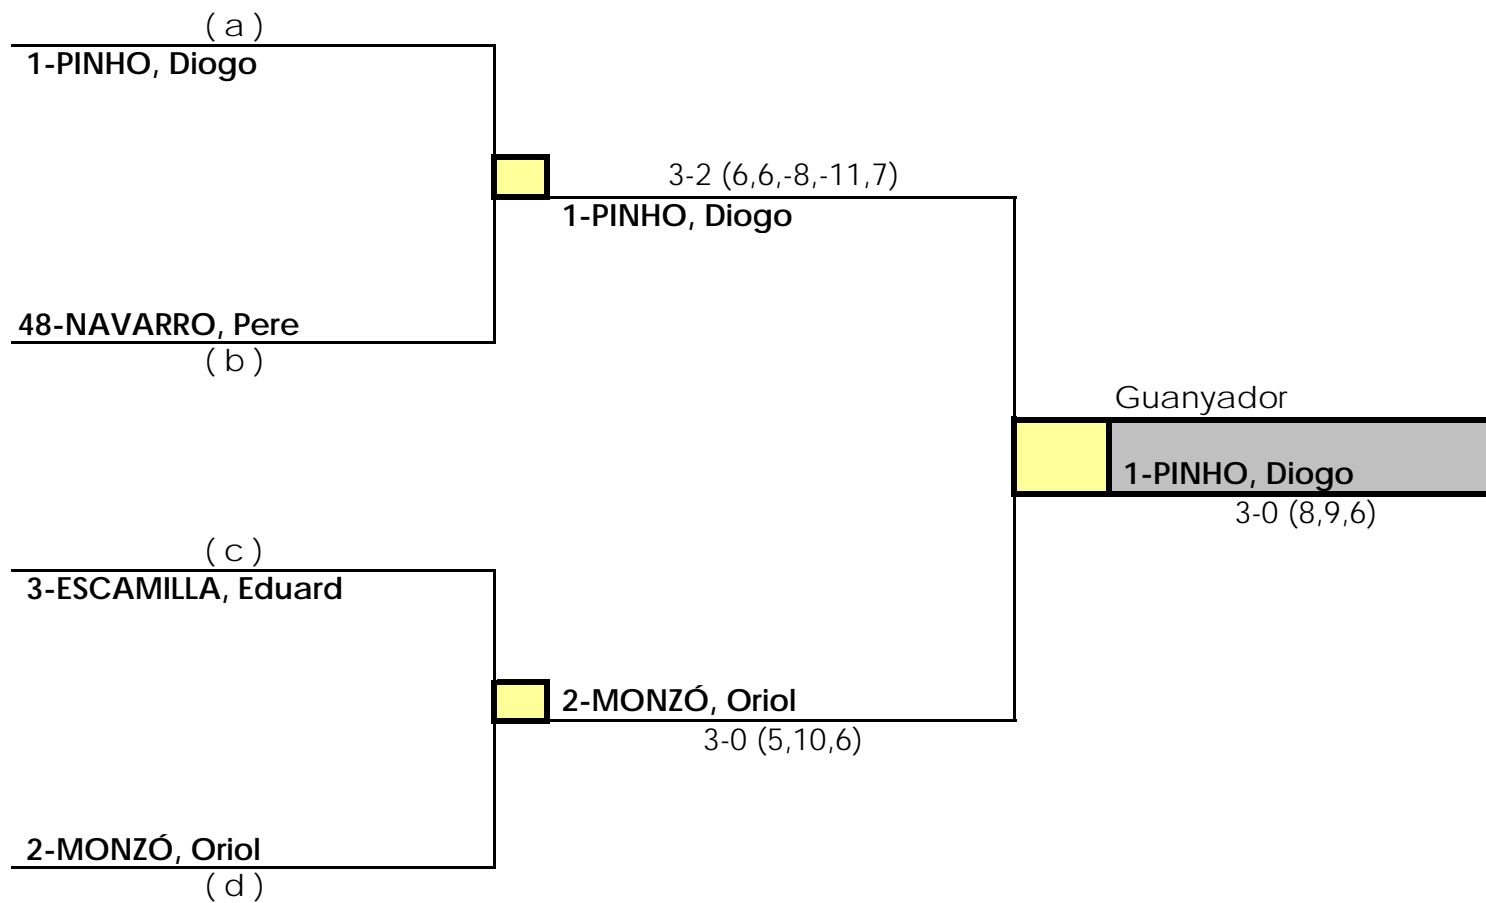 ( a )
1-PINHO, Diogo
3-2 (6,6,-8,-11,7)
1-PINHO, Diogo
48-NAVARRO, Pere
( b )
Guanyador
1-PINHO, Diogo
3-0 (8,9,6)
( c )
3-ESCAMILLA, Eduard
2-MONZÓ, Oriol
3-0 (5,10,6)
2-MONZÓ, Oriol
( d )